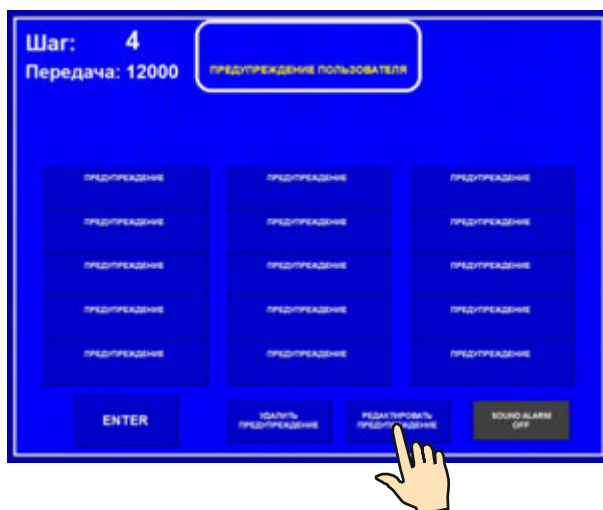 Шаг: 4
Передача: 12000
ПРЕДУПРЕЖДЕНИЕ ПОЛЬЗОВАТЕЛЯ
ПРЕДУПРЕЖДЕНИЕ ПРЕДУПРЕЖДЕНИЕ ПРЕДУПРЕЖДЕНИЕ
ПРЕДУПРЕЖДЕНИЕ ПРЕДУПРЕЖДЕНИЕ ПРЕДУПРЕЖДЕНИЕ
ПРЕДУПРЕЖДЕНИЕ ПРЕДУПРЕЖДЕНИЕ ПРЕДУПРЕЖДЕНИЕ
ПРЕДУПРЕЖДЕНИЕ ПРЕДУПРЕЖДЕНИЕ ПРЕДУПРЕЖДЕНИЕ
ПРЕДУПРЕЖДЕНИЕ ПРЕДУПРЕЖДЕНИЕ ПРЕДУПРЕЖДЕНИЕ
ENTER
УДАЛИТЬ
ПРЕДУПРЕЖДЕНИЕ
РЕДАКТИРОВАТЬ
ПРЕДУПРЕЖДЕНИЕ
SOUND ALARM
OFF